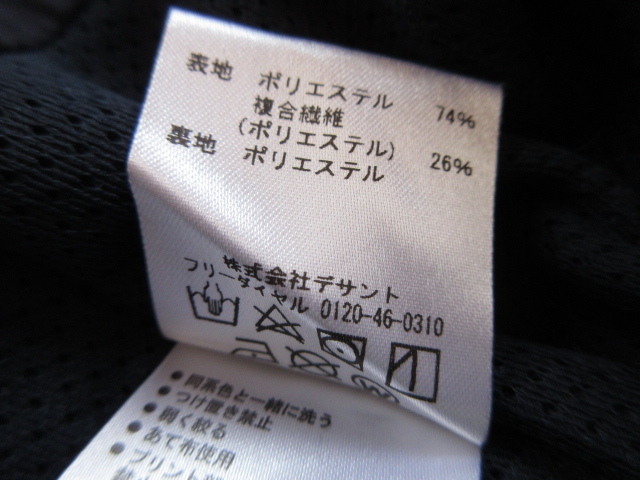 表地 ポリエステル 74%
複合繊維
(ポリエステル) 26%
裏地 ポリエステル
株式会社デサント
フリーダイヤル 0120-46-0310
●同系色と一緒に洗う
●つけ置き禁止
●弱く絞る
●あて布使用
●プリント部